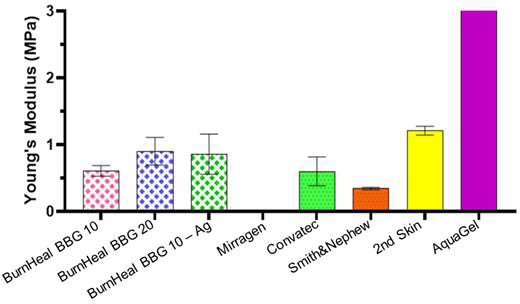 Young's Modulus (MPa)
3
2
1
0
BurnHeal BBG 10
BurnHeal BBG 20
BurnHeal BBG 10 – Ag
Mirragen
Convatec
Smith&Nephew
2nd Skin
AquaGel